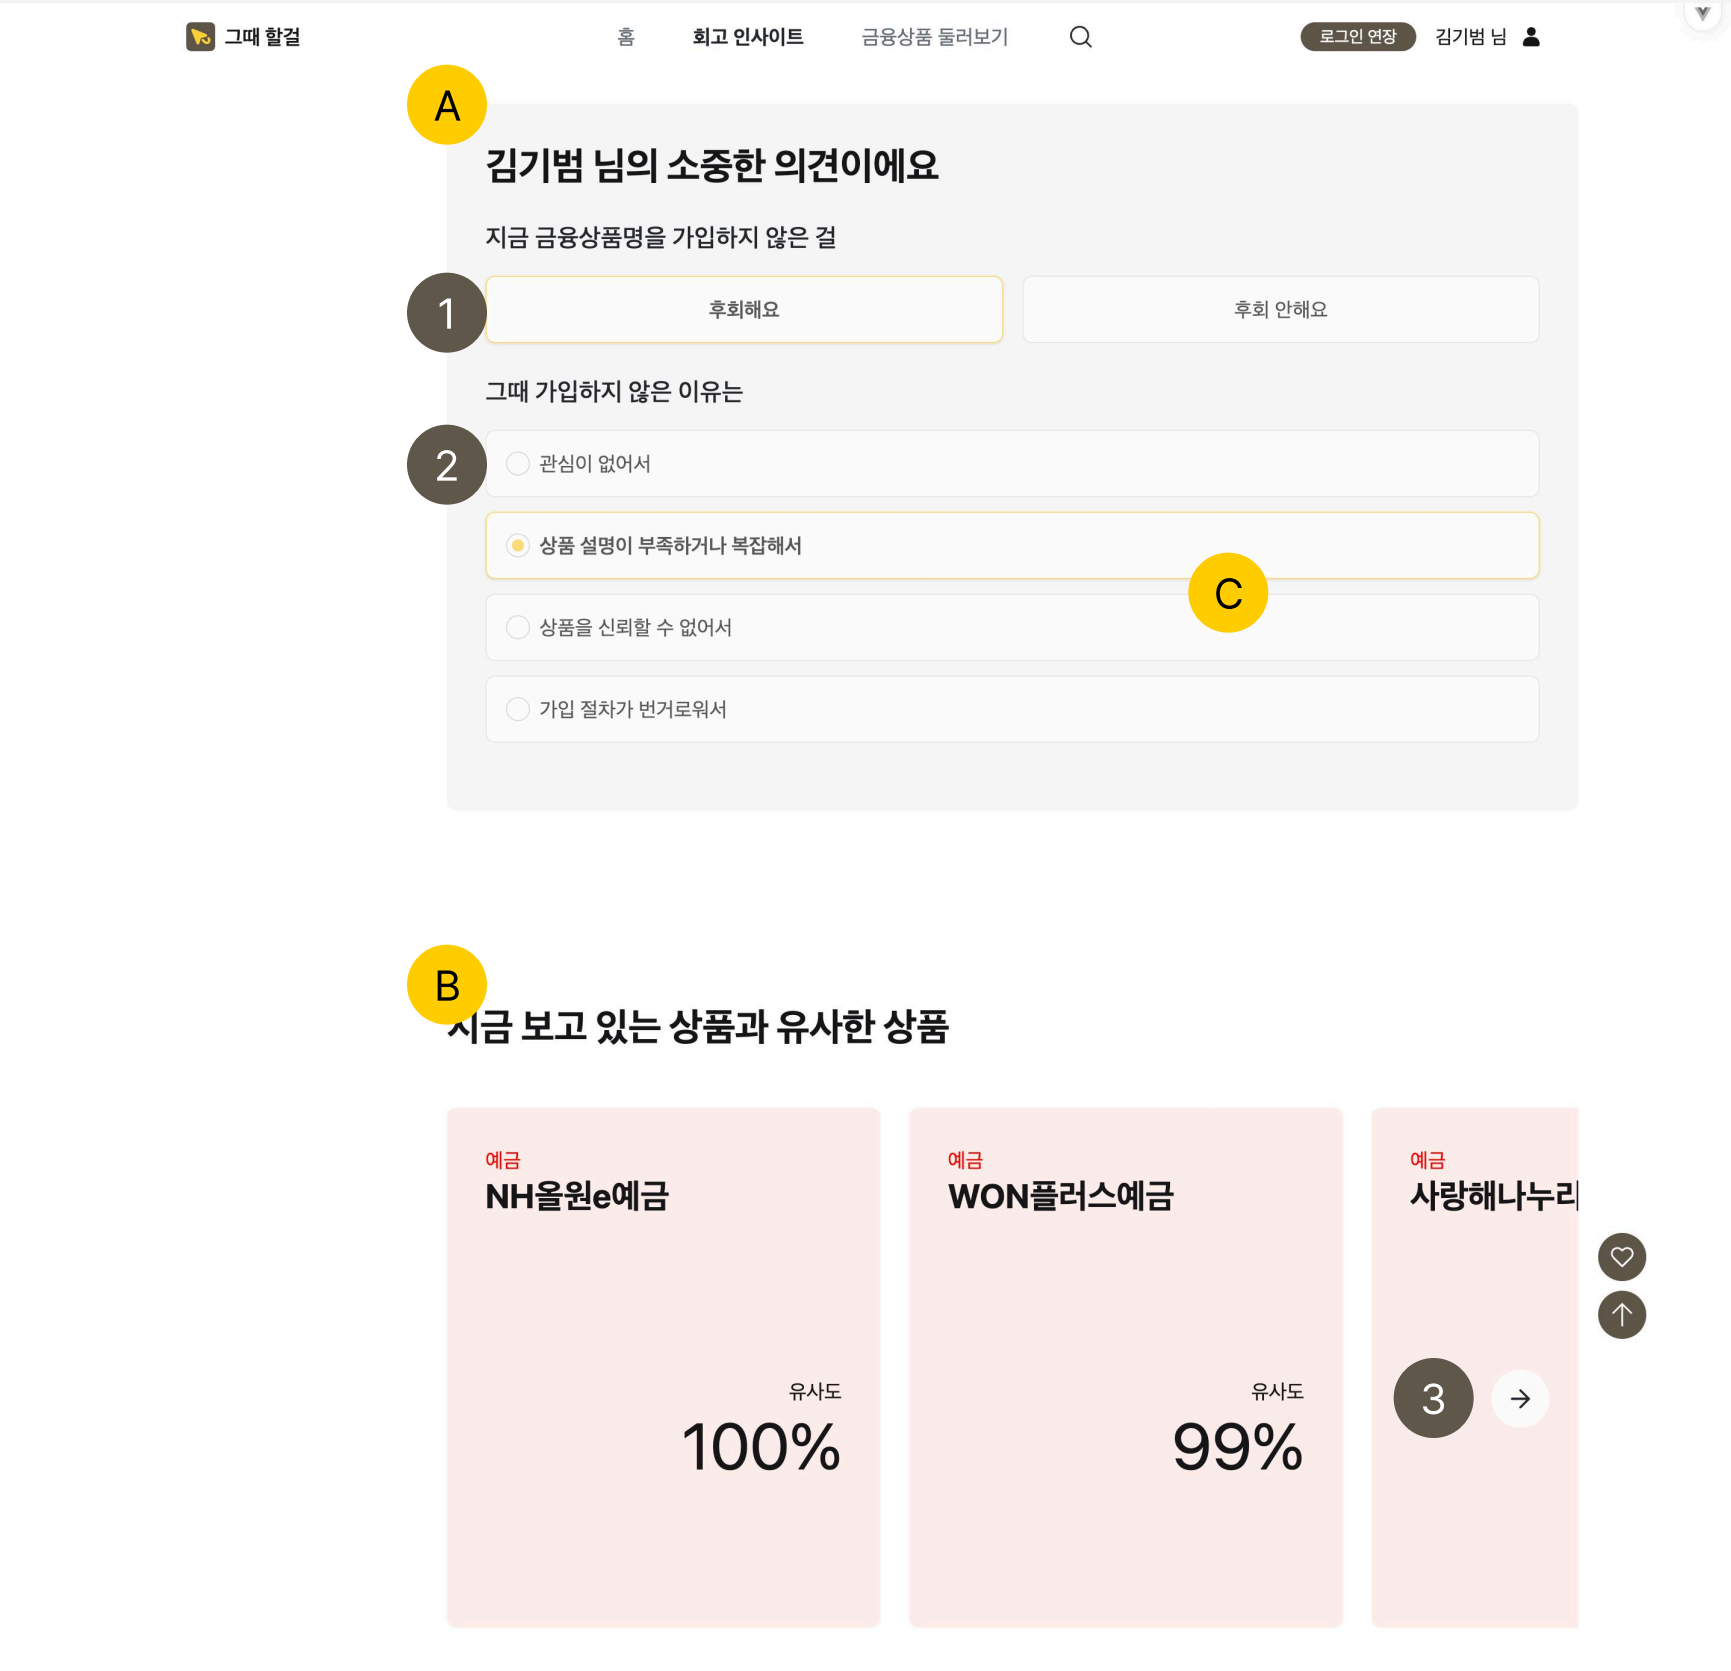 그때 할걸
홈
회고 인사이트
금융상품 둘러보기
로그인 연장
김기범 님
A
김기범 님의 소중한 의견이에요
지금 금융상품명을 가입하지 않은 걸
1
후회해요
후회 안해요
그때 가입하지 않은 이유는
2
관심이 없어서
상품 설명이 부족하거나 복잡해서
C
상품을 신뢰할 수 없어서
가입 절차가 번거로워서
B
지금 보고 있는 상품과 유사한 상품
예금
NH올원e예금
유사도
100%
예금
WON플러스예금
유사도
99%
예금
사랑해나누리
3